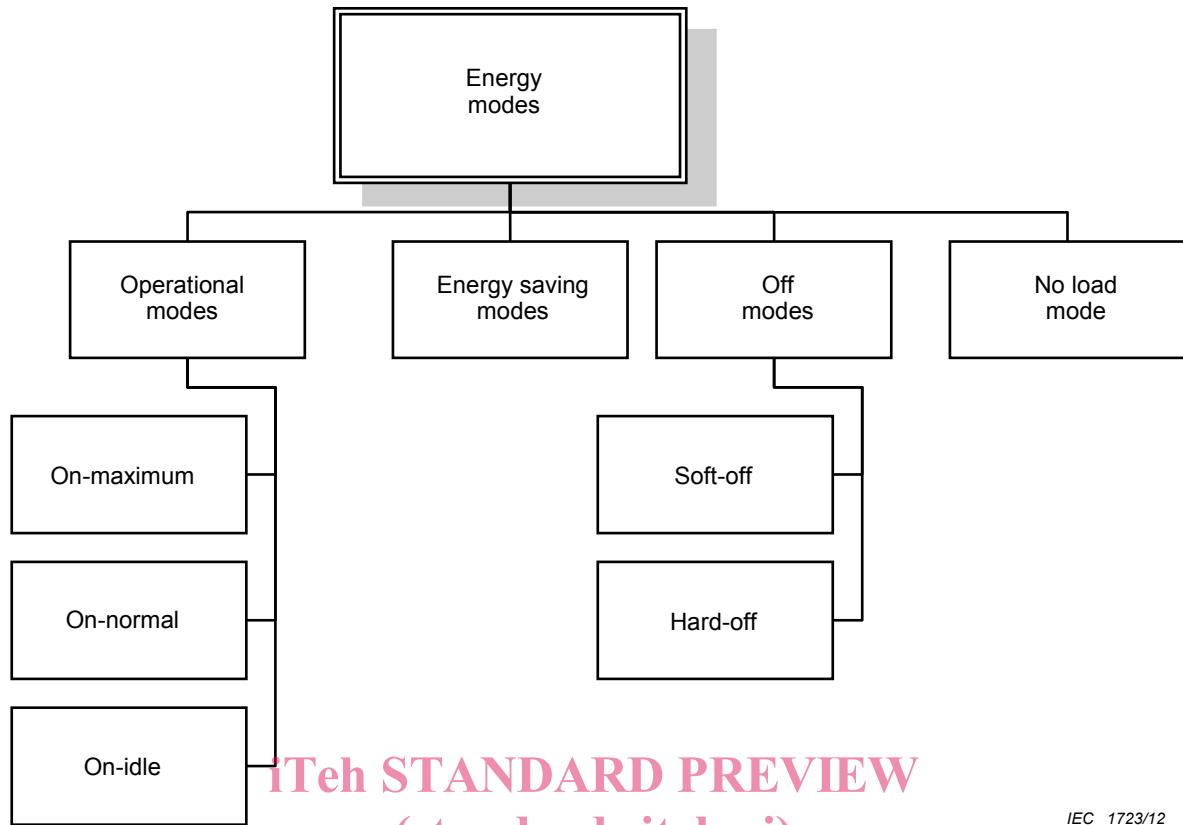 Energy
modes
Operational
modes
Energy saving
modes
Off
modes
No load
mode
On-maximum
Soft-off
On-normal
Hard-off
On-idle
iTeh STANDARD PREVIEW
IEC 1723/12